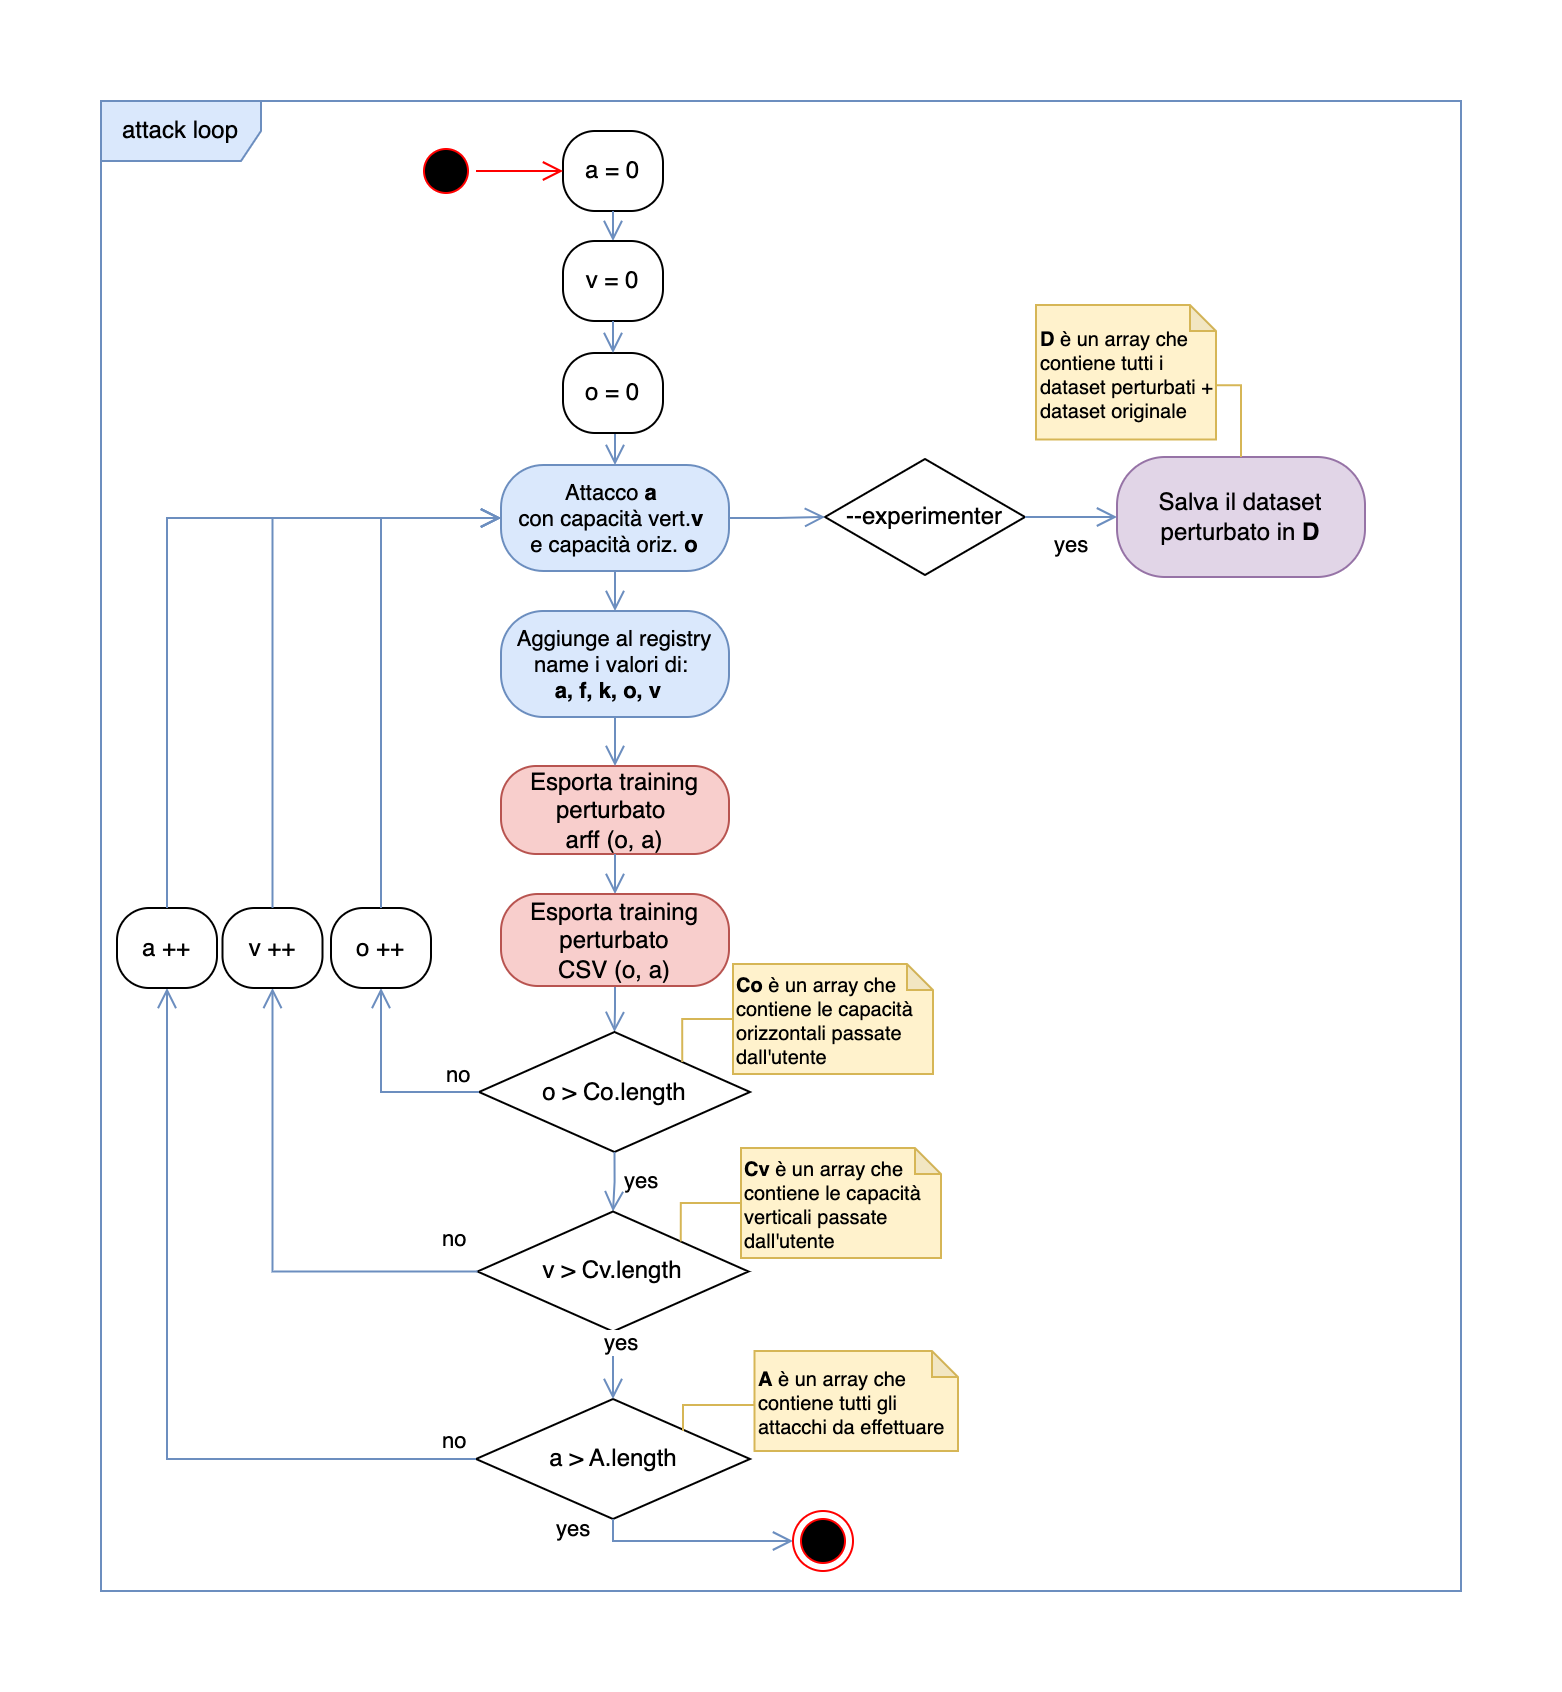 attack loop
a = 0
v = 0
o = 0
D è un array che
contiene tutti i
dataset perturbati +
dataset originale
Attacco a
con capacità vert.v
e capacità oriz. o
--experimenter
yes
Salva il dataset
perturbato in D
Aggiunge al registry
name i valori di:
a, f, k, o, v
Esporta training
perturbato
arff (o, a)
Esporta training
perturbato
CSV (o, a)
a ++
v ++
o ++
Co è un array che
contiene le capacità
orizzontali passate
dall'utente
no
o > Co.length
yes
Cv è un array che
contiene le capacità
verticali passate
dall'utente
no
v > Cv.length
yes
A è un array che
contiene tutti gli
attacchi da effettuare
no
a > A.length
yes